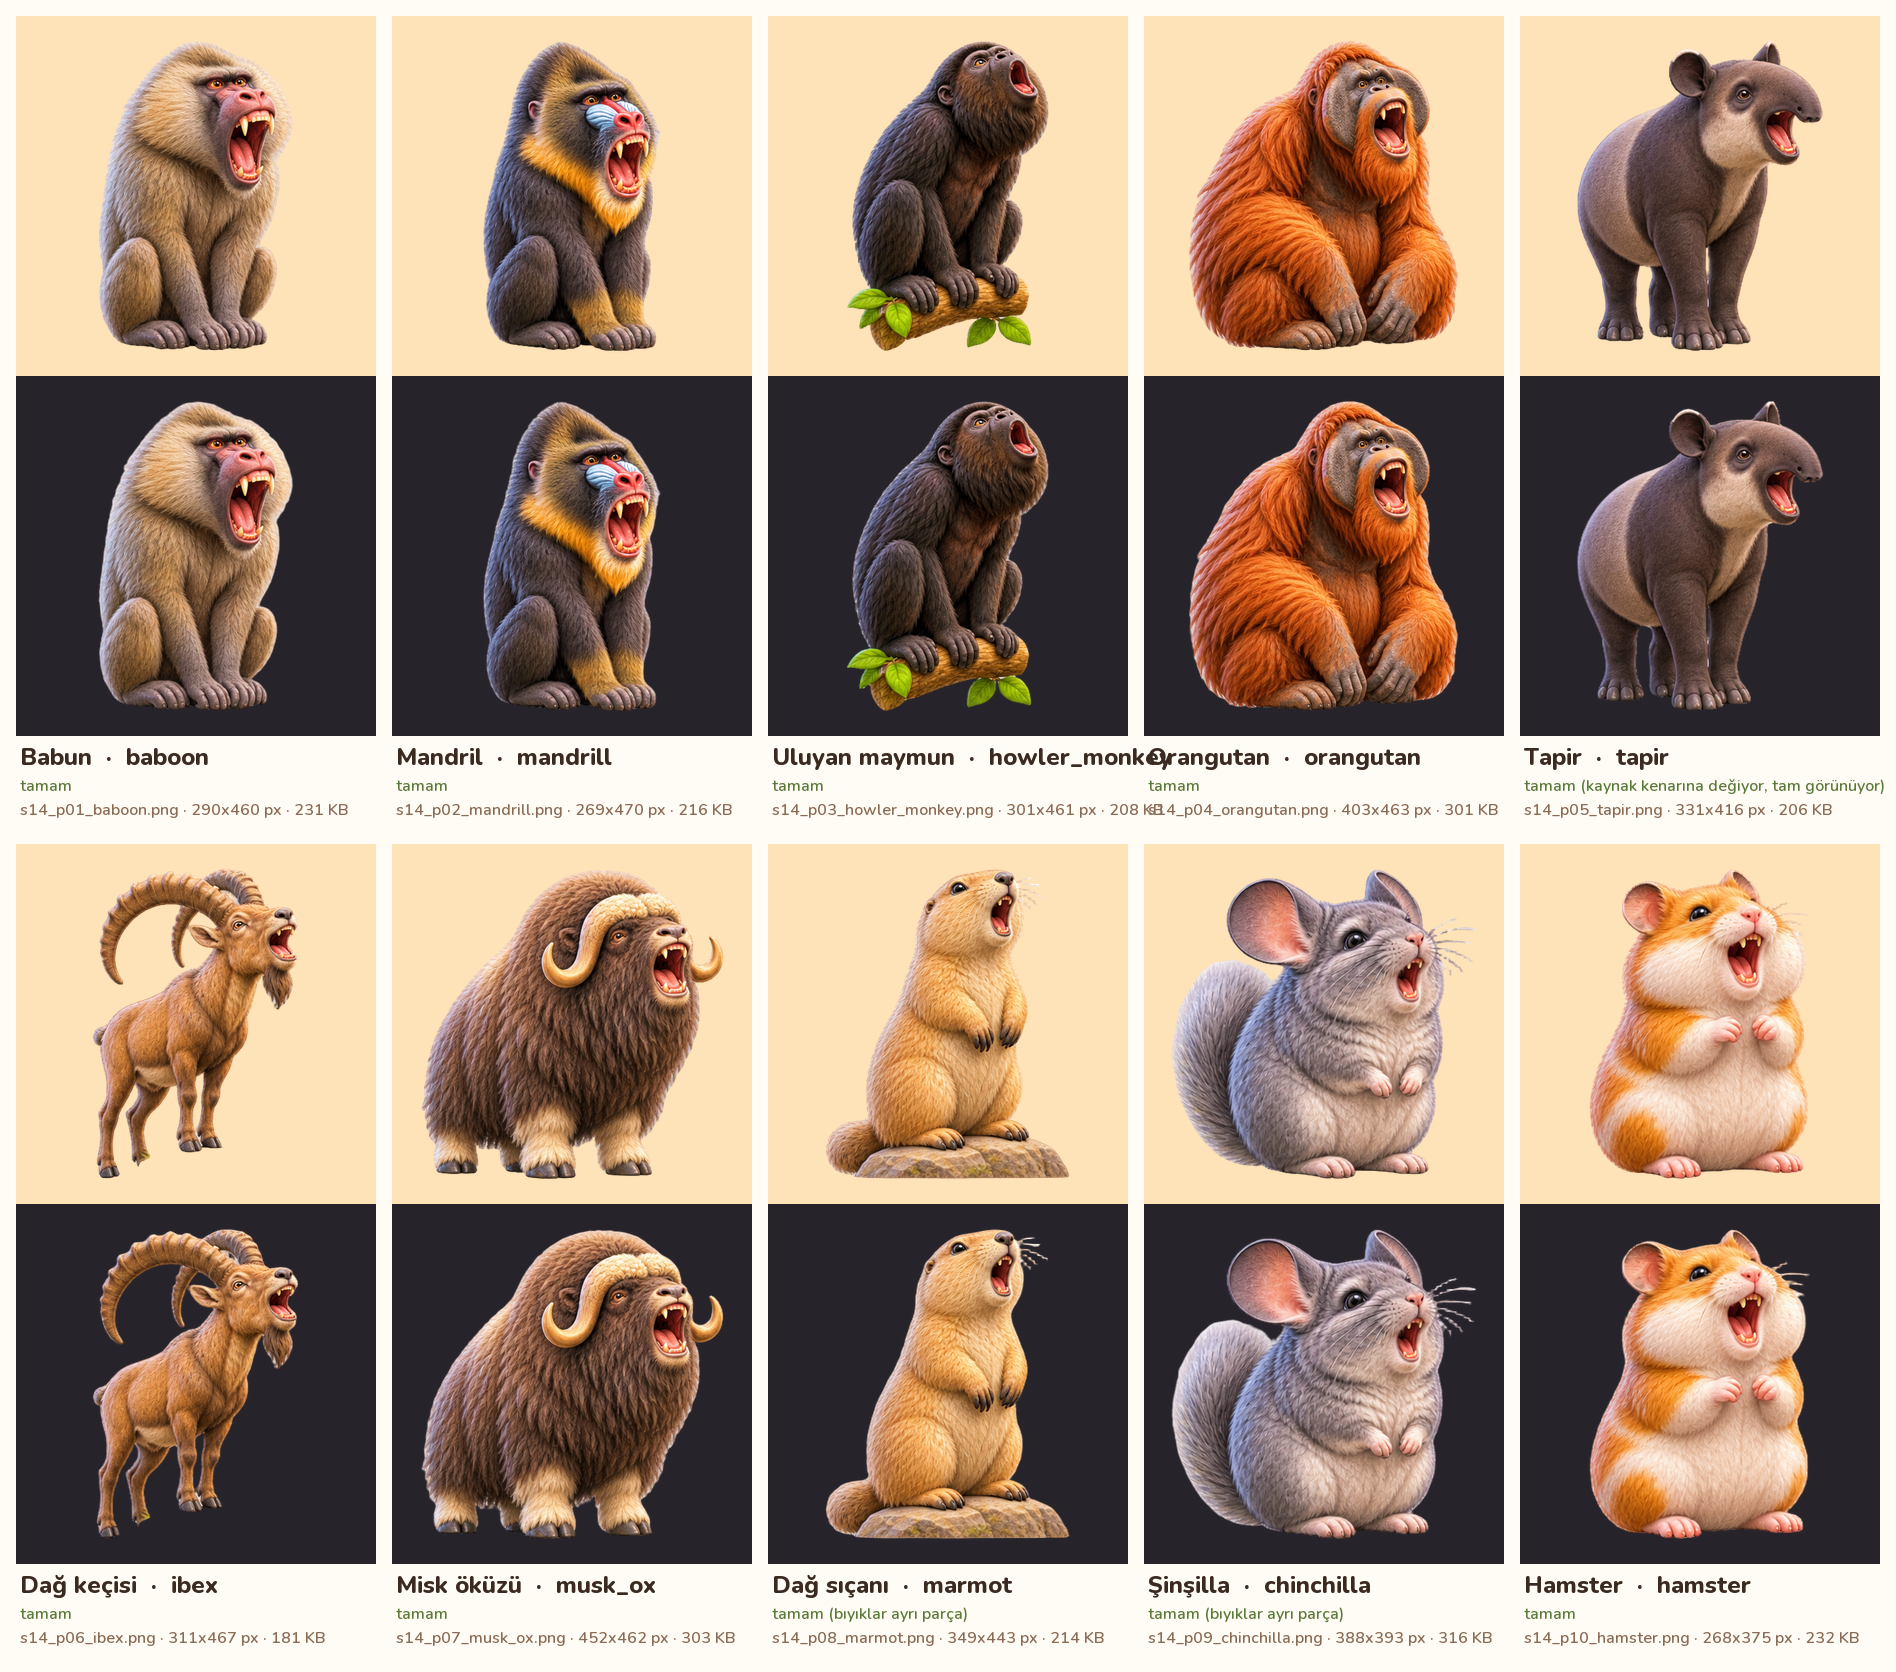 Babun · baboon
tamam
s14_p01_baboon.png · 290x460 px · 231 KB
Mandril · mandrill
tamam
s14_p02_mandrill.png · 269x470 px · 216 KB
Uluyan maymun · howler_monkey
tamam
s14_p03_howler_monkey.png · 301x461 px · 208 KB
Orangutan · orangutan
tamam
s14_p04_orangutan.png · 403x463 px · 301 KB
Tapir · tapir
tamam (kaynak kenarına değiyor, tam görünüyor)
s14_p05_tapir.png · 331x416 px · 206 KB
Dağ keçisi · ibex
tamam
s14_p06_ibex.png · 311x467 px · 181 KB
Misk öküzü · musk_ox
tamam
s14_p07_musk_ox.png · 452x462 px · 303 KB
Dağ sıçanı · marmot
tamam (bıyıklar ayrı parça)
s14_p08_marmot.png · 349x443 px · 214 KB
Şinşilla · chinchilla
tamam (bıyıklar ayrı parça)
s14_p09_chinchilla.png · 388x393 px · 316 KB
Hamster · hamster
tamam
s14_p10_hamster.png · 268x375 px · 232 KB